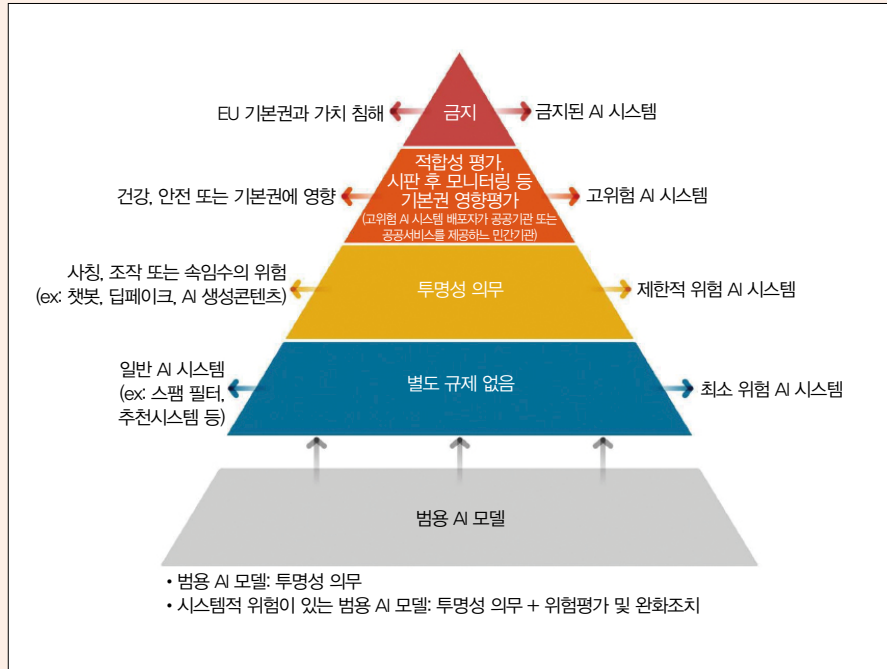 EU 기본권과 가치 침해
금지
금지된 AI 시스템
건강, 안전 또는 기본권에 영향
적합성 평가,
시판 후 모니터링 등
기본권 영향평가
(고위험 AI 시스템 배포자가 공공기관 또는
공공서비스를 제공하느 민간기관)
고위험 AI 시스템
사칭, 조작 또는 속임수의 위험
(ex: 챗봇, 딥페이크, AI 생성콘텐츠)
투명성 의무
제한적 위험 AI 시스템
일반 AI 시스템
(ex: 스팸 필터,
추천시스템 등)
별도 규제 없음
최소 위험 AI 시스템
범용 AI 모델
• 범용 AI 모델: 투명성 의무
• 시스템적 위험이 있는 범용 AI 모델: 투명성 의무 + 위험평가 및 완화조치